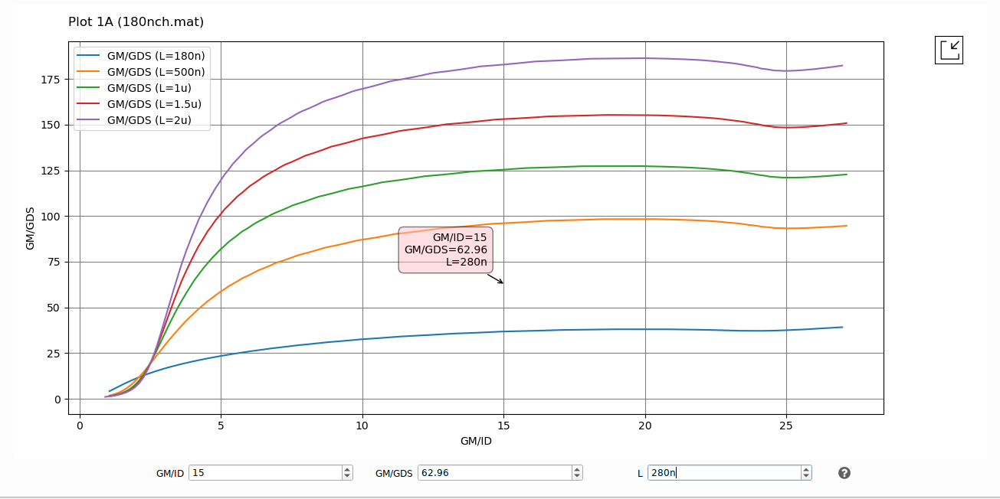 Plot 1A (180nch.mat)
GM/GDS (L=180n)
GM/GDS (L=500n)
GM/GDS (L=1u)
GM/GDS (L=1.5u)
GM/GDS (L=2u)
175
150
125
100
75
50
25
0
GM/GDS
GM/ID=15
GM/GDS=62.96
L=280n
0 5 10 15 20 25
GM/ID
GM/ID 15 GM/GDS 62.96 L 280n ?